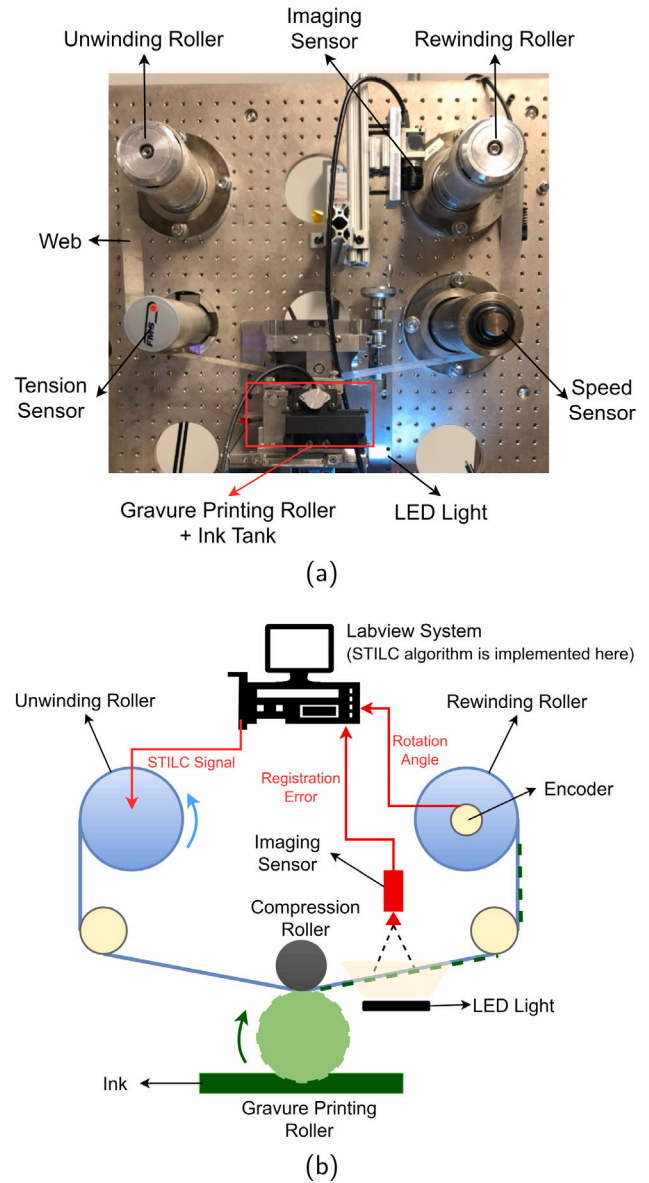 Unwinding Roller
Imaging
Sensor
Rewinding Roller
Web
FMS
Tension
Sensor
Speed
Sensor
Gravure Printing Roller
+ Ink Tank
LED Light
(a)
Labview System
(STILC algorithm is implemented here)
Unwinding Roller
Rewinding Roller
STILC Signal
Rotation
Angle
Registration
Error
Encoder
Imaging
Sensor
Compression
Roller
LED Light
Ink
Gravure Printing
Roller
(b)